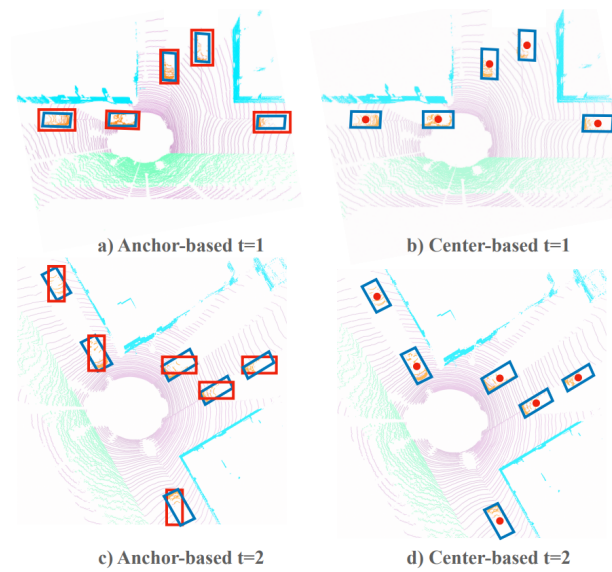 a) Anchor-based t=1
b) Center-based t=1
c) Anchor-based t=2
d) Center-based t=2